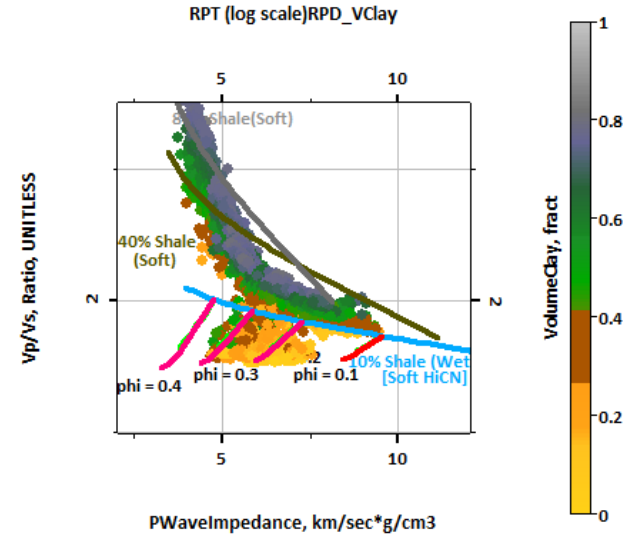 RPT (log scale)RPD_VClay
5 10
Shale(Soft)
40% Shale
(Soft)
2 2
10% Shale (Wet
[Soft HiCN]
phi = 0.4 phi = 0.3 phi = 0.1
5 10
PWaveImpedance, km/sec*g/cm3
Vp/Vs, Ratio, UNITLESS
1
0.8
0.6
0.4
0.2
0
VolumeClay, fract